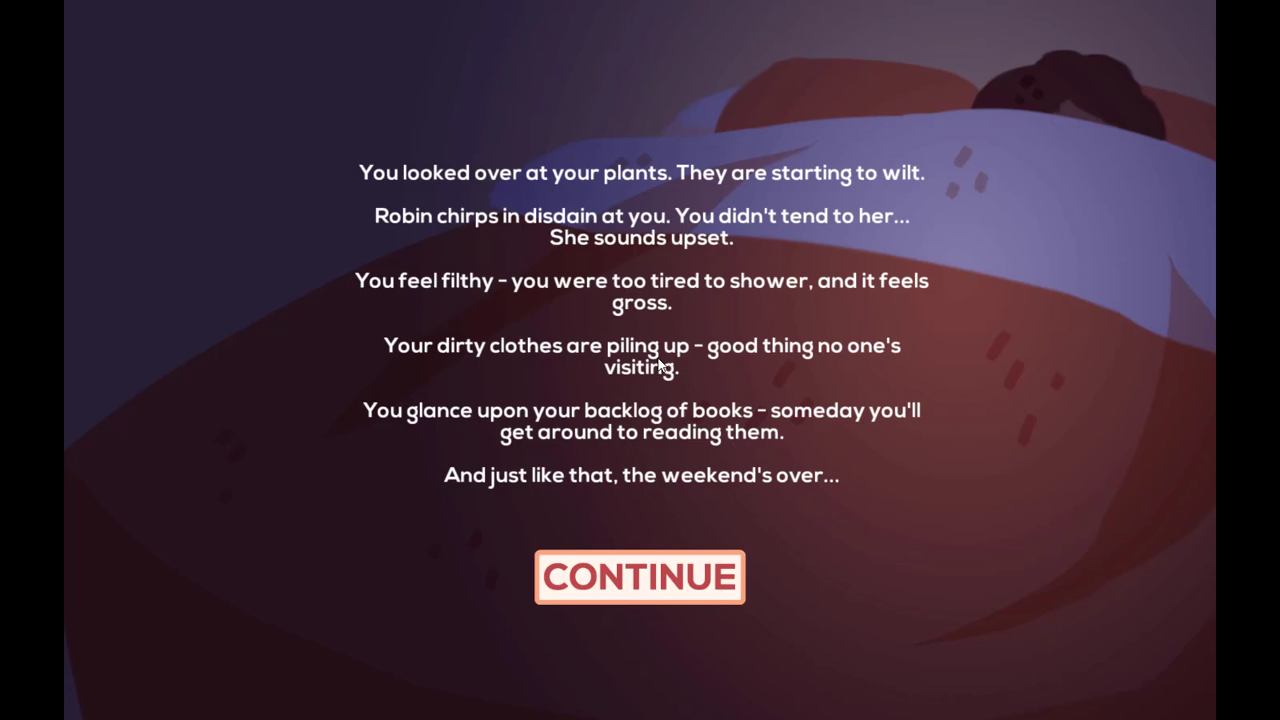 You looked over at your plants. They are starting to wilt.
Robin chirps in disdain at you. You didn't tend to her...
She sounds upset.
You feel filthy - you were too tired to shower, and it feels
gross.
Your dirty clothes are piling up - good thing no one's
visiting.
You glance upon your backlog of books - someday you'll
get around to reading them.
And just like that, the weekend's over...
CONTINUE